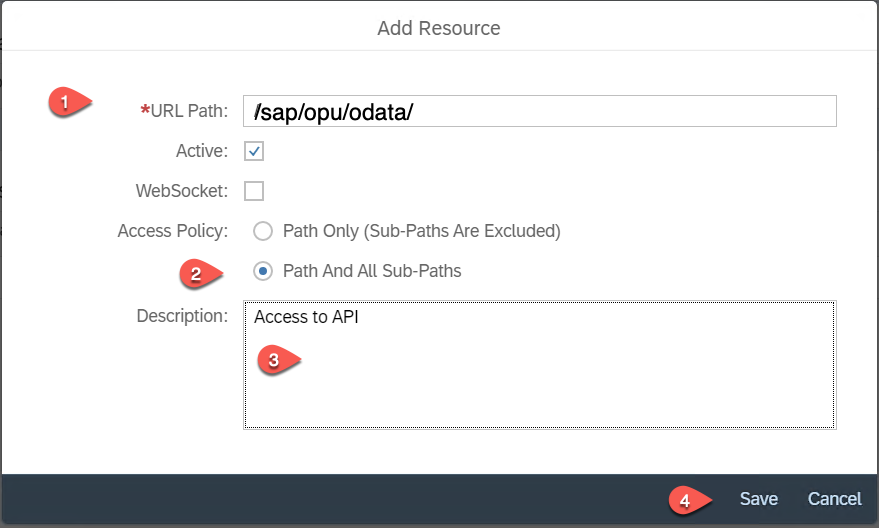 Add Resource
1
*URL Path: /sap/opu/odata/
Active:
WebSocket:
Access Policy: Path Only (Sub-Paths Are Excluded)
2 Path And All Sub-Paths
Description: Access to API
3
4 Save Cancel